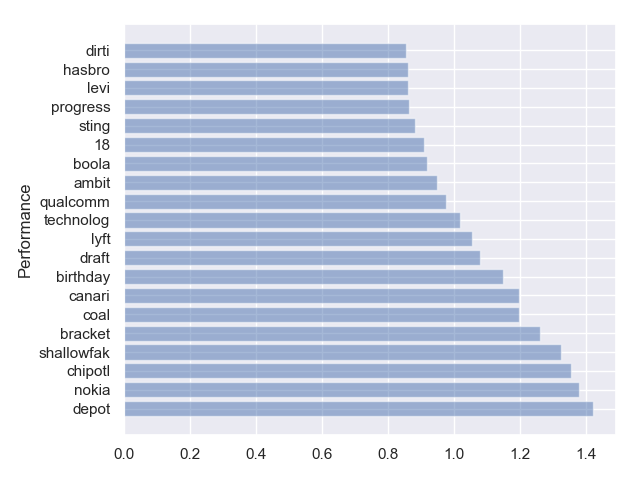 Performance
dirti
hasbro
levi
progress
sting
18
boola
ambit
qualcomm
technolog
lyft
draft
birthday
canari
coal
bracket
shallowfak
chipotl
nokia
depot
0.0 0.2 0.4 0.6 0.8 1.0 1.2 1.4